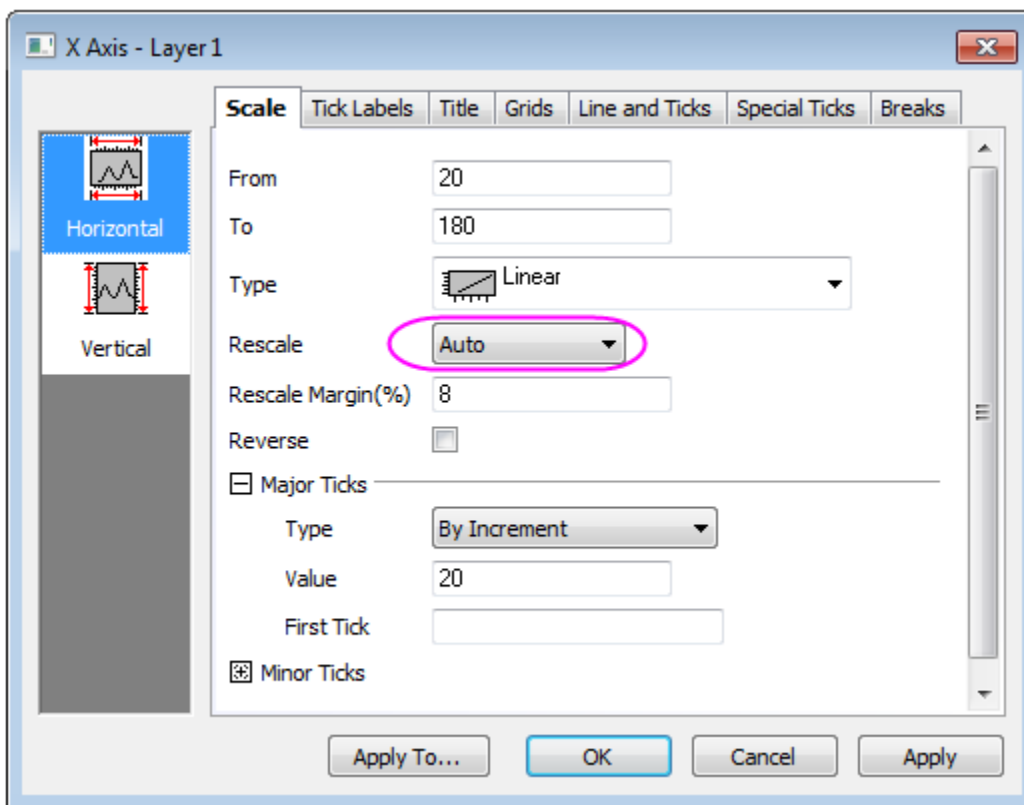 X Axis - Layer 1
Scale Tick Labels Title Grids Line and Ticks Special Ticks Breaks
Horizontal
Vertical
From 20
To 180
Type Linear
Rescale Auto
Rescale Margin(%) 8
Reverse
Major Ticks
Type By Increment
Value 20
First Tick
Minor Ticks
Apply To... OK Cancel Apply